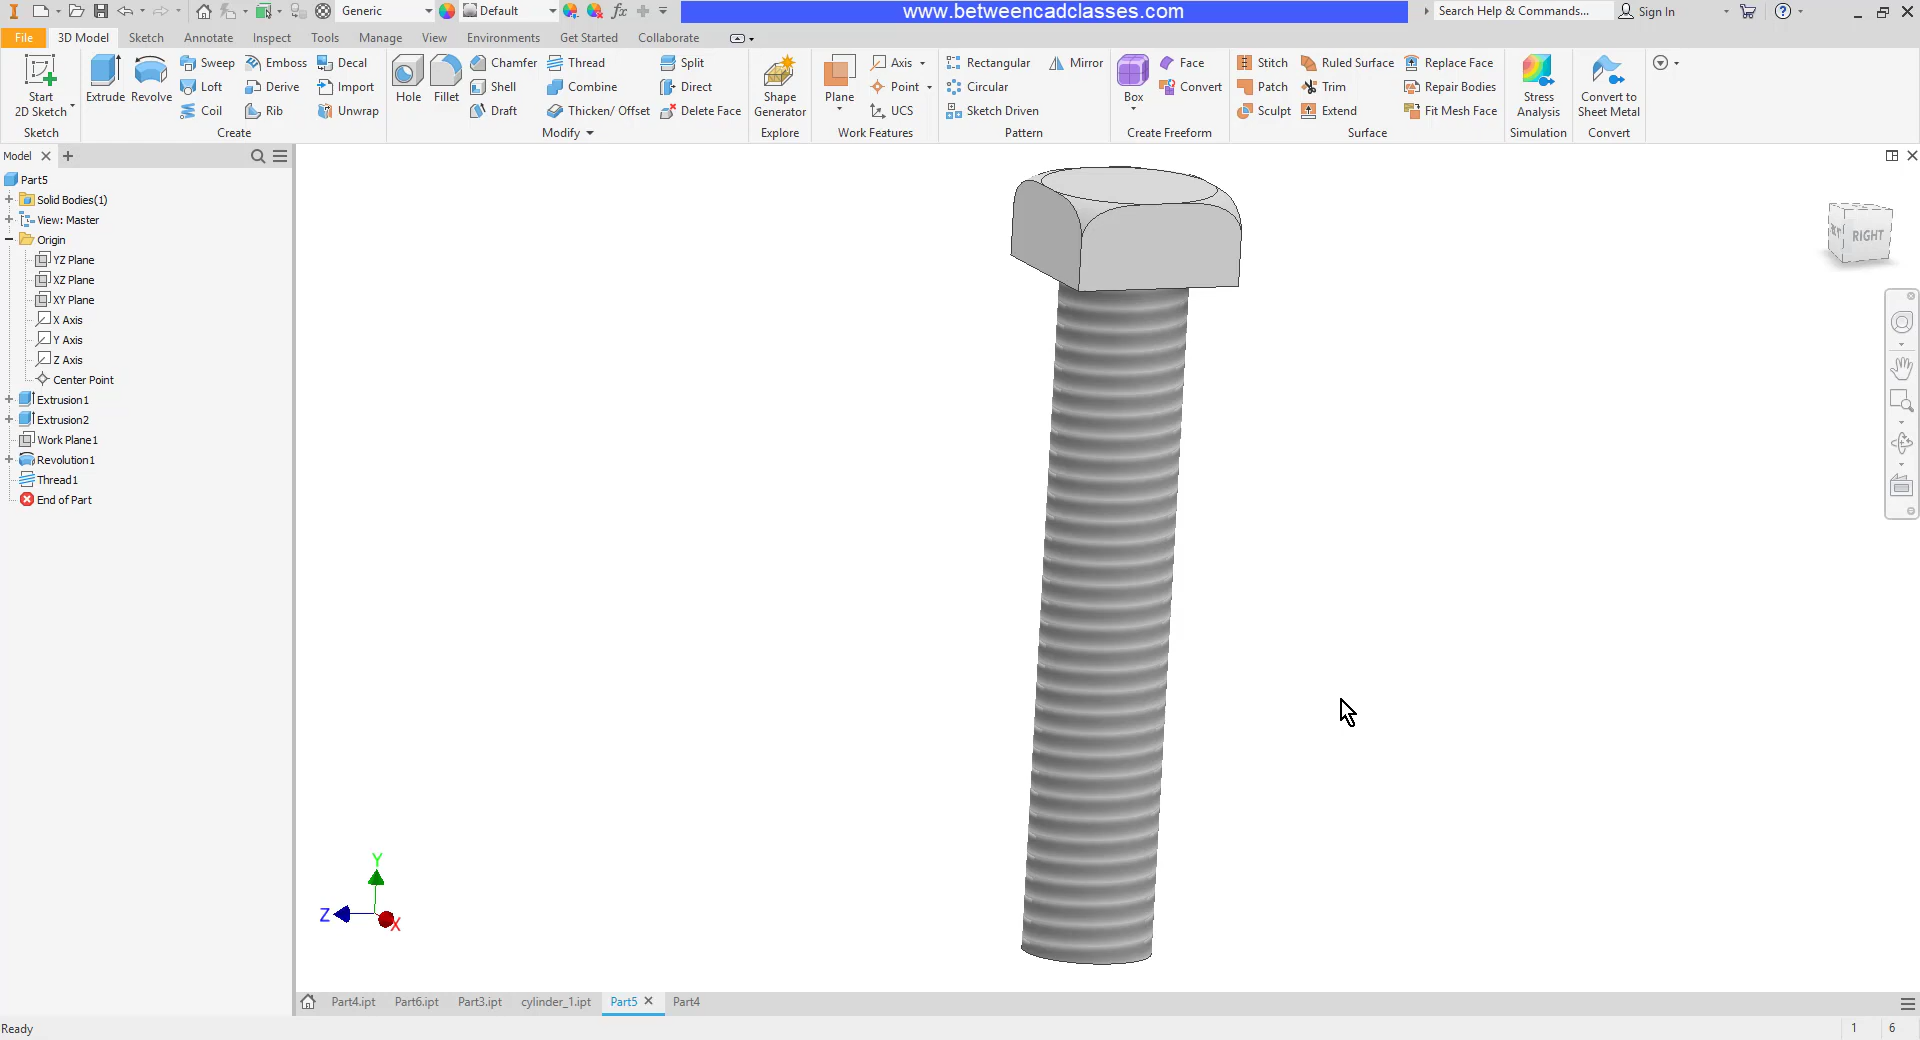 Generic
Default
www.betweencadclasses.com
Search Help & Commands...
Sign In
File 3D Model Sketch Annotate Inspect Tools Manage View Environments Get Started Collaborate
Start 2D Sketch
Sketch
Extrude Revolve
Sweep Emboss Decal
Loft Derive Import
Coil Rib Unwrap
Create
Hole Fillet
Chamfer Thread Split
Shell Combine Direct
Draft Thicken/ Offset Delete Face
Modify
Shape Generator
Explore
Plane
Axis
Point
UCS
Work Features
Rectangular Mirror
Circular
Sketch Driven
Pattern
Box
Face
Convert
Create Freeform
Stitch Ruled Surface Replace Face
Patch Trim Repair Bodies
Sculpt Extend Fit Mesh Face
Surface
Stress Analysis
Simulation
Convert to Sheet Metal
Convert
Model
Part5
Solid Bodies(1)
View: Master
Origin
YZ Plane
XZ Plane
XY Plane
X Axis
Y Axis
Z Axis
Center Point
Extrusion1
Extrusion2
Work Plane1
Revolution1
Thread1
End of Part
RIGHT
Y
Z
X
Part4.ipt Part6.ipt Part3.ipt cylinder_1.ipt Part5 Part4
Ready
1 6